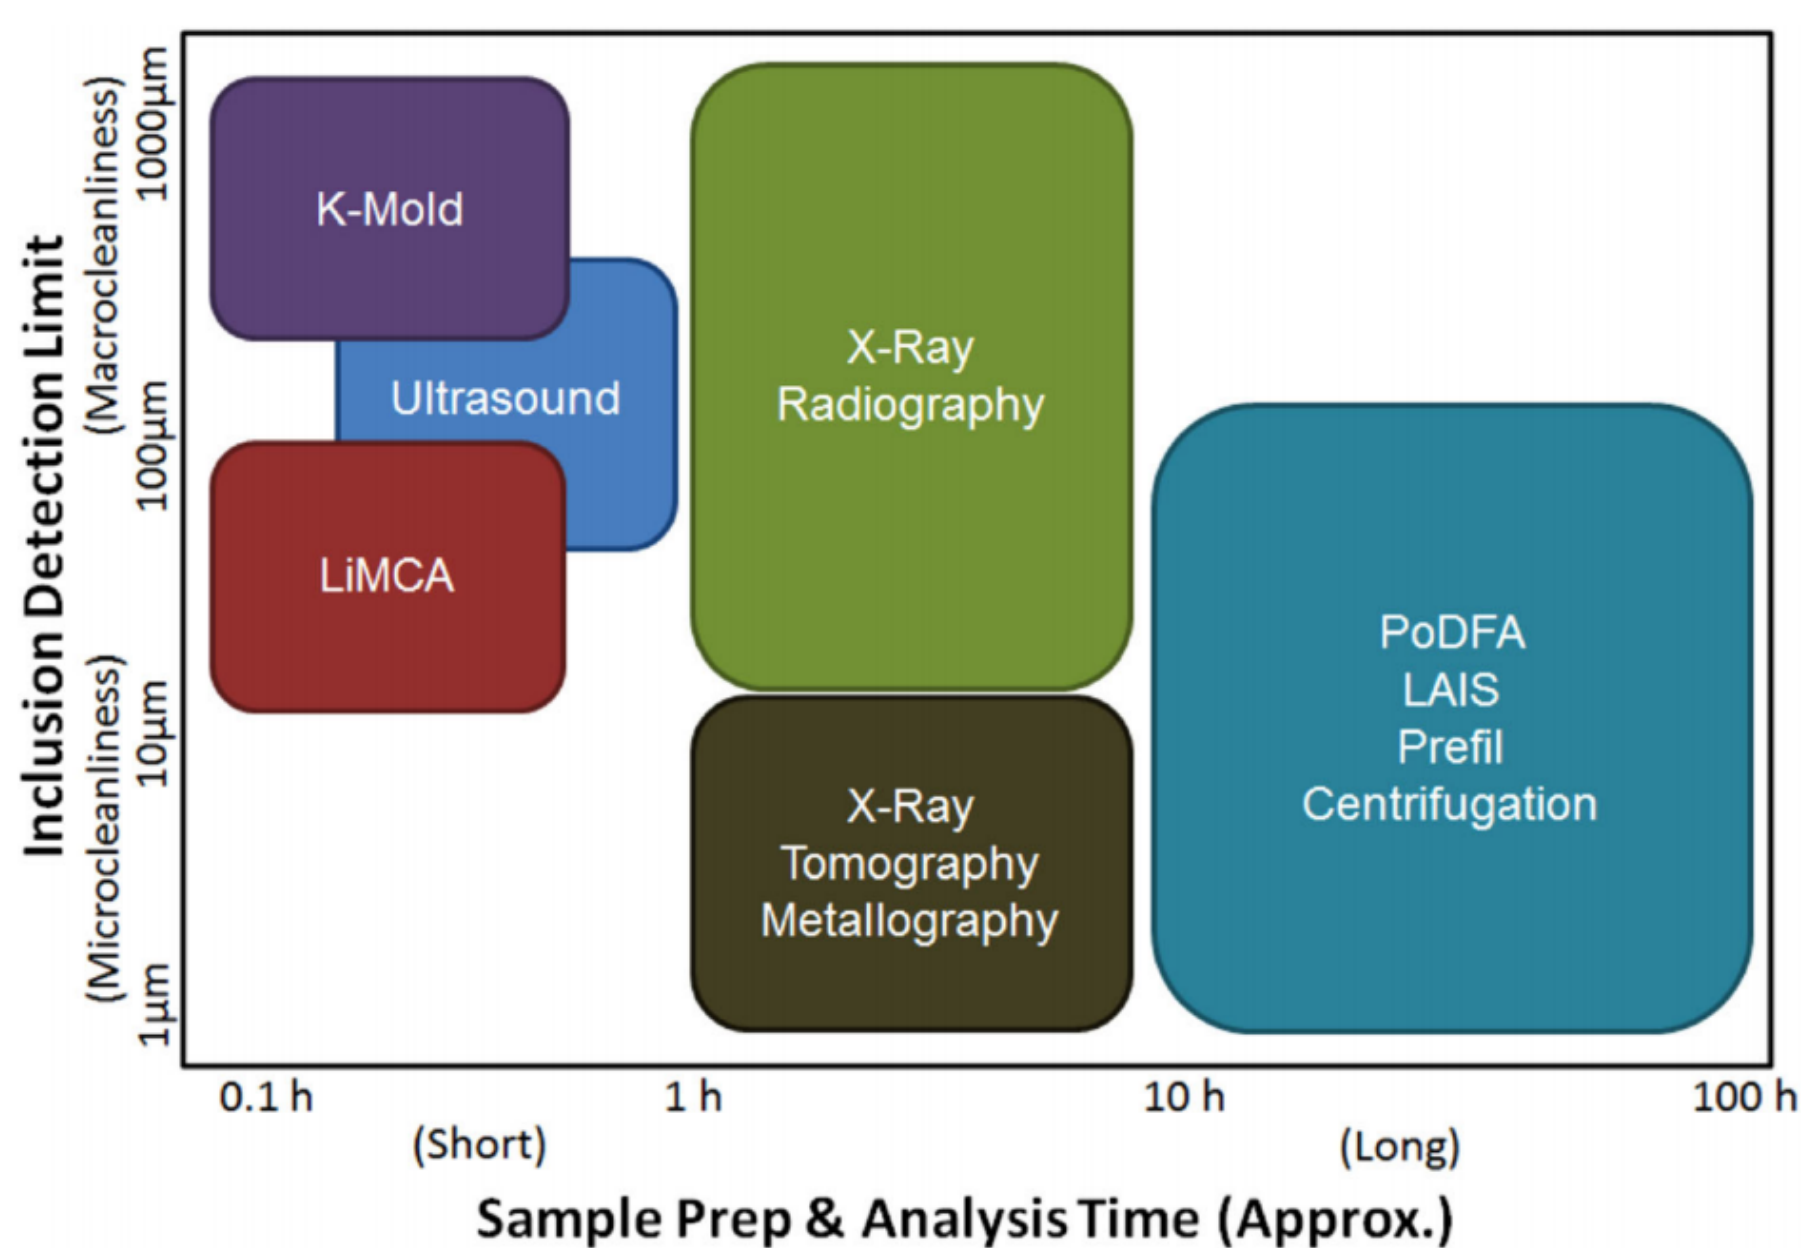 Inclusion Detection Limit
(Macrocleanliness)
(Microcleanliness)
1000µm
100µm
10µm
1µm
K-Mold
Ultrasound
LiMCA
X-Ray
Radiography
X-Ray
Tomography
Metallography
PoDFA
LAIS
Prefil
Centrifugation
0.1 h
1 h
10 h
100 h
(Short)
(Long)
Sample Prep & Analysis Time (Approx.)